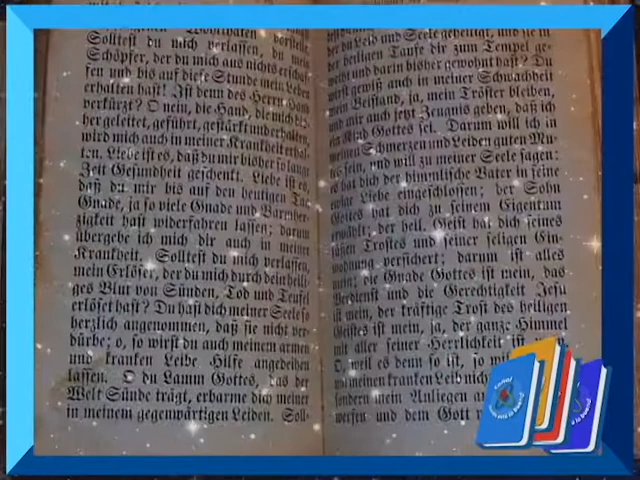 Solltest du mich verlassen, du mein
Schöpfer, der du mich aus nichts erschaf-
fen und bis auf diese Stunde mein Leben
erhalten hast! Ist denn des Herrn Hand
verkürzt? O nein, die Hand, die mich bis-
her geleitet, geführt, gestärkt und erhalten,
wird mich auch in meiner Krankheit erhal-
ten. Liebe ist es, daß du mir bisher so lange
Zeit Gesundheit geschenkt. Liebe ist es,
daß du mir bis auf den heutigen Tag
Gnade, ja so viele Gnade und Barmher-
zigkeit hast widerfahren lassen; darum
übergebe ich mich dir auch in meiner
Krankheit. Solltest du mich verlassen,
mein Erlöser, der du mich durch dein heili-
ges Blut von Sünden, Tod und Teufel
erlöset hast? Du hast dich meiner Seele so
herzlich angenommen, daß sie nicht ver-
dürbe; o, so wirst du auch meinem armen
und kranken Leibe Hilfe angedeihen
lassen. O du Lamm Gottes, das der
Welt Sünde trägt, erbarme dich meiner
in meinem gegenwärtigen Leiden. Soll-
der du Leib und Seele geheiligt, und sie in
der heiligen Taufe dir zum Tempel ge-
weiht und darin bisher gewohnt hast? Du
wirst gewiß auch in meiner Schwachheit
mein Beistand, ja, mein Tröster bleiben,
und mir auch jetzt Zeugnis geben, daß ich
ein Kind Gottes sei. Darum will ich in
meinen Schmerzen und Leiden guten Mu-
tes sein, und will zu meiner Seele sagen:
es hat dich der himmlische Vater in seine
Liebe eingeschlossen; der Sohn
Gottes hat dich zu seinem Eigentum
erwählt; der heil. Geist hat dich seines
süßen Trostes und seiner seligen Ein-
wohnung versichert; darum ist alles
mein; die Gnade Gottes ist mein, das
Verdienst und die Gerechtigkeit Jesu
ist mein, der kräftige Trost des heiligen
Geistes ist mein, ja, der ganze Himmel
mit aller seiner Herrlichkeit ist
O, weil es denn so ist, so
meinen kranken Leib nicht
sondern mein Anliegen
werfen und dem Gott